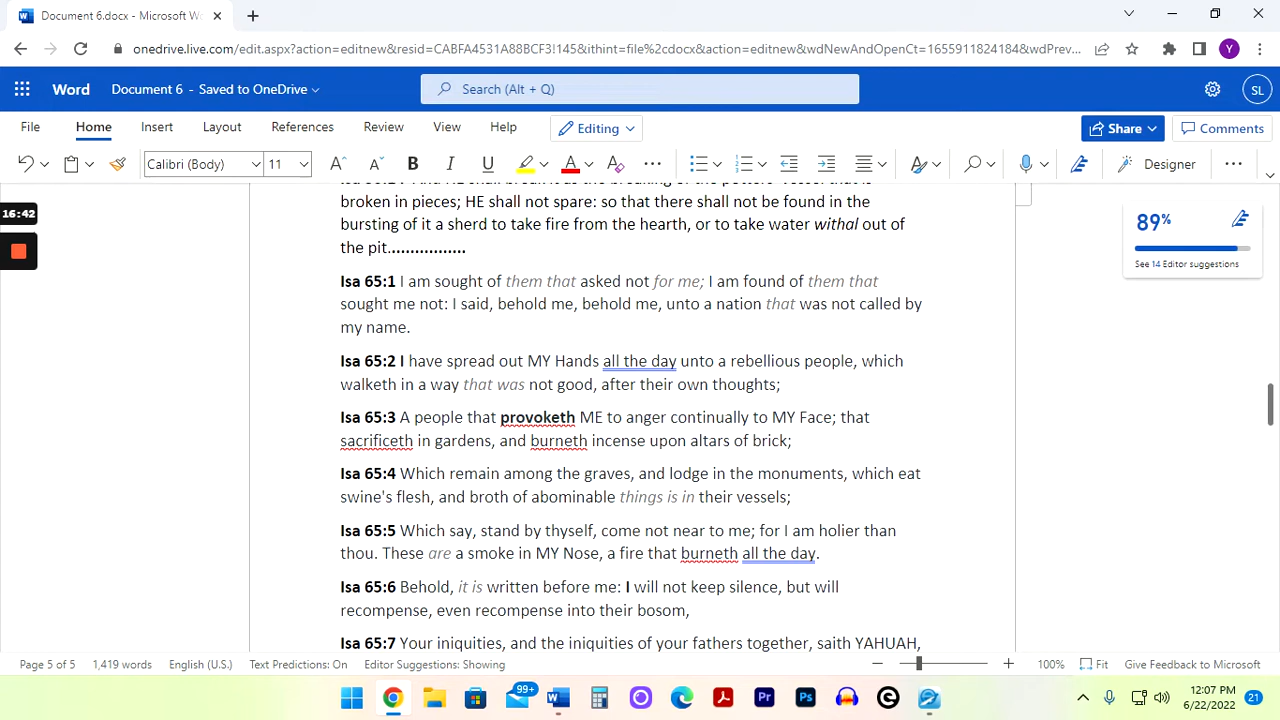 Document 6.docx - Microsoft Wo
onedrive.live.com/edit.aspx?action=editnew&resid=CABFA4531A88BCF3!145&ithint=file%2cdocx&action=editnew&wdNewAndOpenCt=1655911824184&wdPrev...
Y
Word Document 6 - Saved to OneDrive
Search (Alt + Q)
SL
File Home Insert Layout References Review View Help Editing Share Comments
Calibri (Body) 11 Designer
16:42
89%
See 14 Editor suggestions
broken in pieces; HE shall not spare: so that there shall not be found in the
bursting of it a sherd to take fire from the hearth, or to take water withal out of
the pit.................
Isa 65:1 I am sought of them that asked not for me; I am found of them that
sought me not: I said, behold me, behold me, unto a nation that was not called by
my name.
Isa 65:2 I have spread out MY Hands all the day unto a rebellious people, which
walketh in a way that was not good, after their own thoughts;
Isa 65:3 A people that provoketh ME to anger continually to MY Face; that
sacrificeth in gardens, and burneth incense upon altars of brick;
Isa 65:4 Which remain among the graves, and lodge in the monuments, which eat
swine's flesh, and broth of abominable things is in their vessels;
Isa 65:5 Which say, stand by thyself, come not near to me; for I am holier than
thou. These are a smoke in MY Nose, a fire that burneth all the day.
Isa 65:6 Behold, it is written before me: I will not keep silence, but will
recompense, even recompense into their bosom,
Isa 65:7 Your iniquities, and the iniquities of your fathers together, saith YAHUAH,
Page 5 of 5 1,419 words English (U.S.) Text Predictions: On Editor Suggestions: Showing 100% Fit Give Feedback to Microsoft
99+
Pr
Ps
12:07 PM
6/22/2022
21